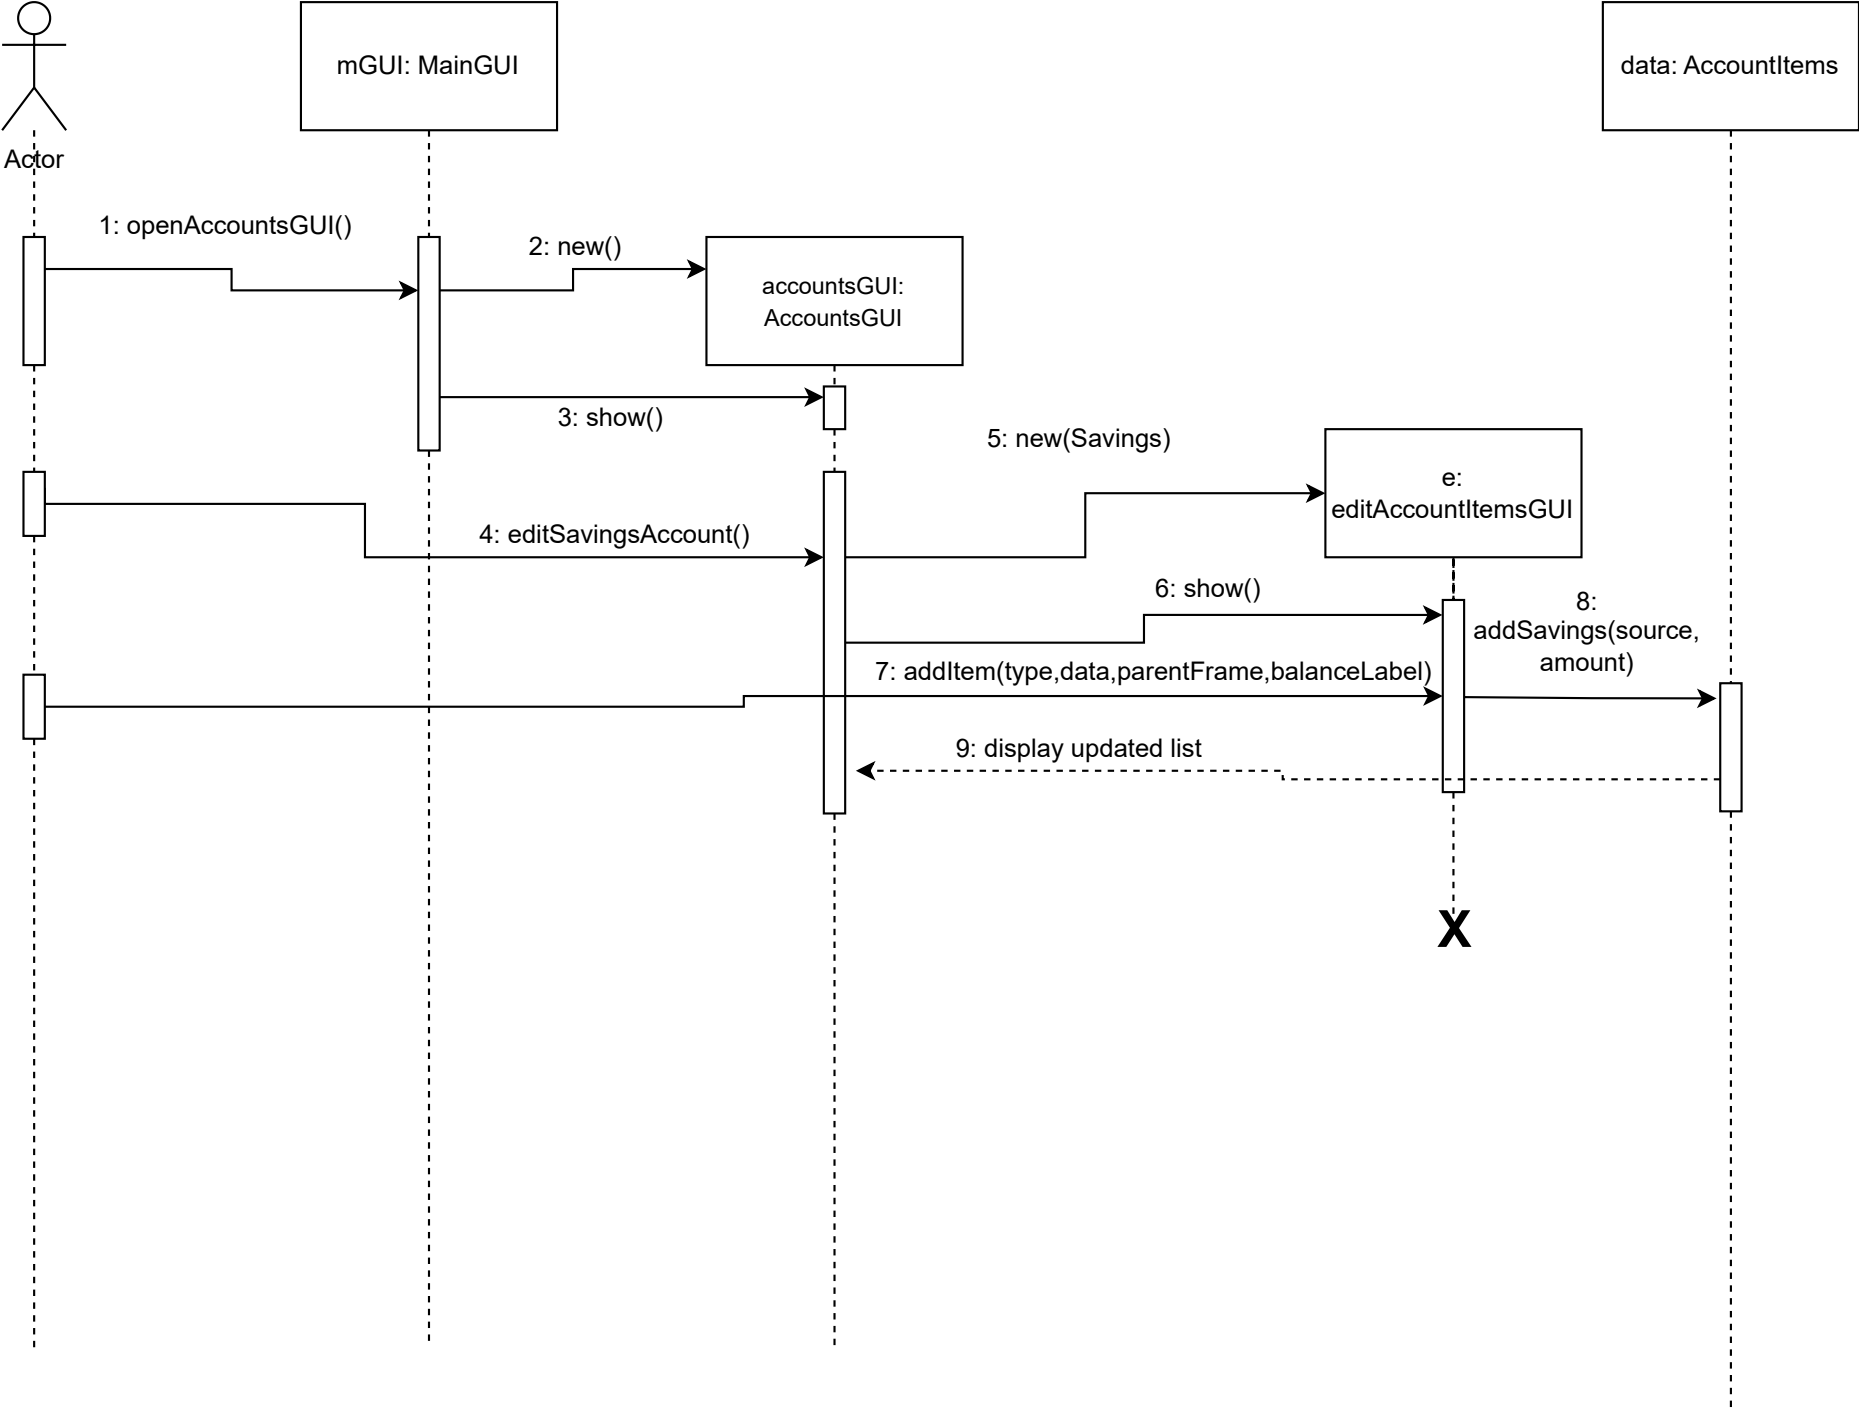 mGUI: MainGUI
data: AccountItems
Actor
1: openAccountsGUI()
2: new()
accountsGUI:
AccountsGUI
3: show()
5: new(Savings)
e:
editAccountItemsGUI
4: editSavingsAccount()
6: show()
8:
addSavings(source,
amount)
7: addItem(type,data,parentFrame,balanceLabel)
9: display updated list
X